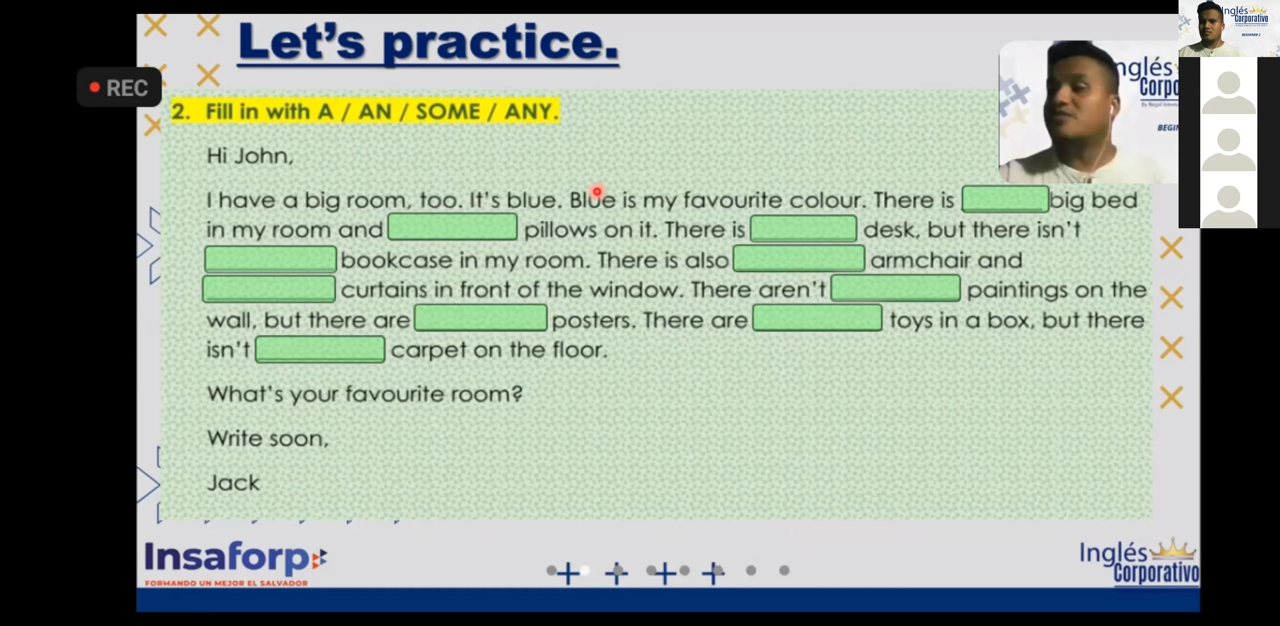 Let's practice.
REC
2. Fill in with A / AN / SOME / ANY.
Hi John,
I have a big room, too. It's blue. Blue is my favourite colour. There is big bed
in my room and pillows on it. There is desk, but there isn't
bookcase in my room. There is also armchair and
curtains in front of the window. There aren't paintings on the
wall, but there are posters. There are toys in a box, but there
isn't carpet on the floor.
What's your favourite room?
Write soon,
Jack
Insaforp
FORMANDO UN MEJOR EL SALVADOR
Inglés
Corporativo